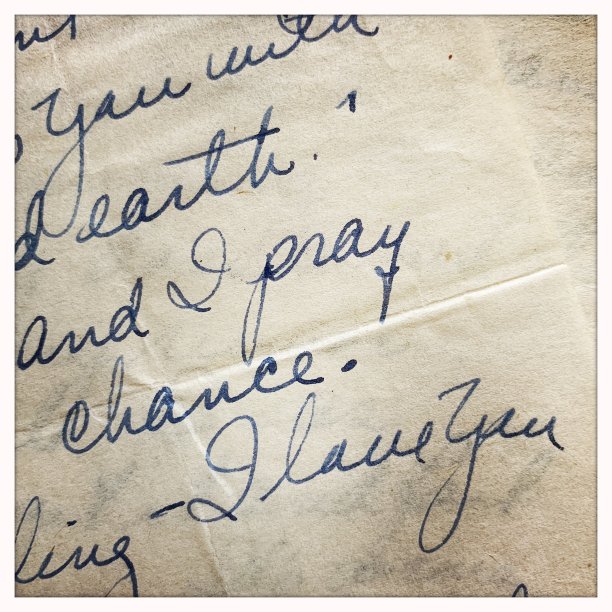 You with
d earth."
and I pray
chance.
ling - I love You